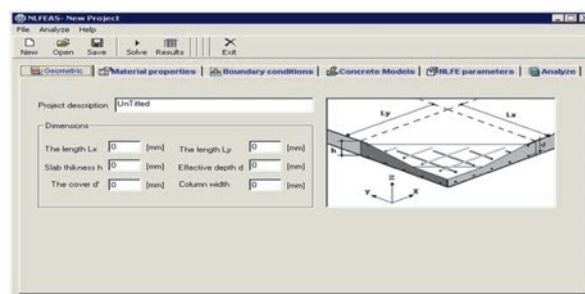 NLFEAS- New Project
File Analyze Help
New Open Save Solve Results Exit
Geometric Material properties Boundary conditions Concrete Models NLFE parameters Analyze
Project description UnTitled
Dimensions
The length Lx 0 [mm] The length Ly 0 [mm]
Slab thikness h 0 [mm] Effective depth d 0 [mm]
The cover d' 0 [mm] Column width 0 [mm]
Ly Lx
h d
Z
Y X